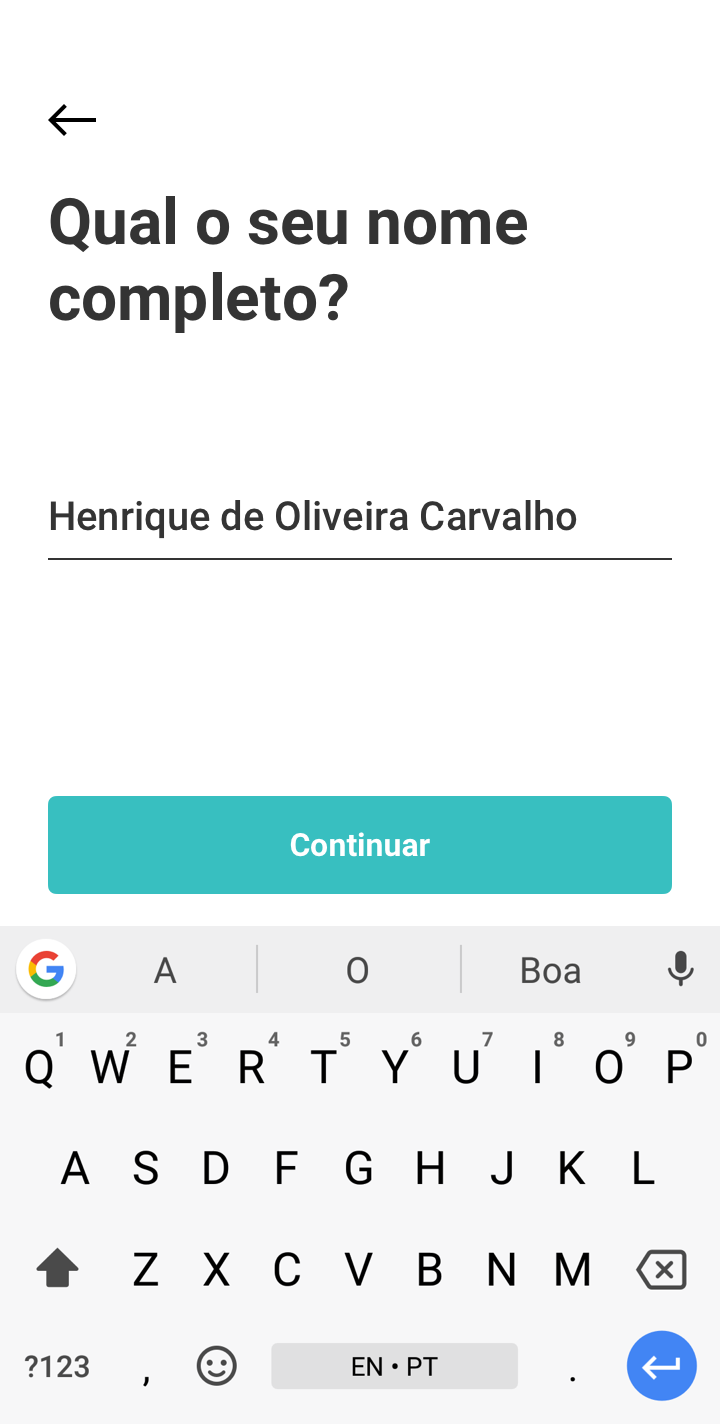 Qual o seu nome
completo?
Henrique de Oliveira Carvalho
Continuar
G A O Boa
1 2 3 4 5 6 7 8 9 0
Q W E R T Y U I O P
A S D F G H J K L
Z X C V B N M
?123 , EN • PT .